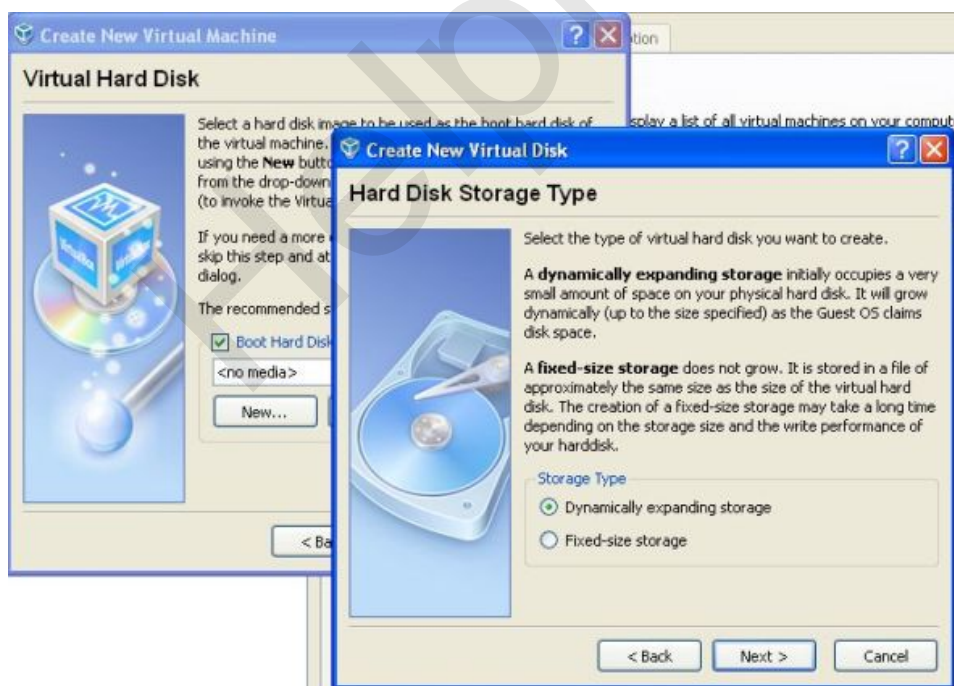 Create New Virtual Machine
ption
Virtual Hard Disk
Select a hard disk image to be used as the boot hard disk of
the virtual machine.
using the New butto
from the drop-down
(to invoke the Virtua
If you need a more
skip this step and at
dialog.
The recommended s
Boot Hard Disk
<no media>
New...
< Ba
splay a list of all virtual machines on your comput
Create New Virtual Disk
Hard Disk Storage Type
Select the type of virtual hard disk you want to create.
A dynamically expanding storage initially occupies a very
small amount of space on your physical hard disk. It will grow
dynamically (up to the size specified) as the Guest OS claims
disk space.
A fixed-size storage does not grow. It is stored in a file of
approximately the same size as the size of the virtual hard
disk. The creation of a fixed-size storage may take a long time
depending on the storage size and the write performance of
your harddisk.
Storage Type
Dynamically expanding storage
Fixed-size storage
< Back
Next >
Cancel
Help